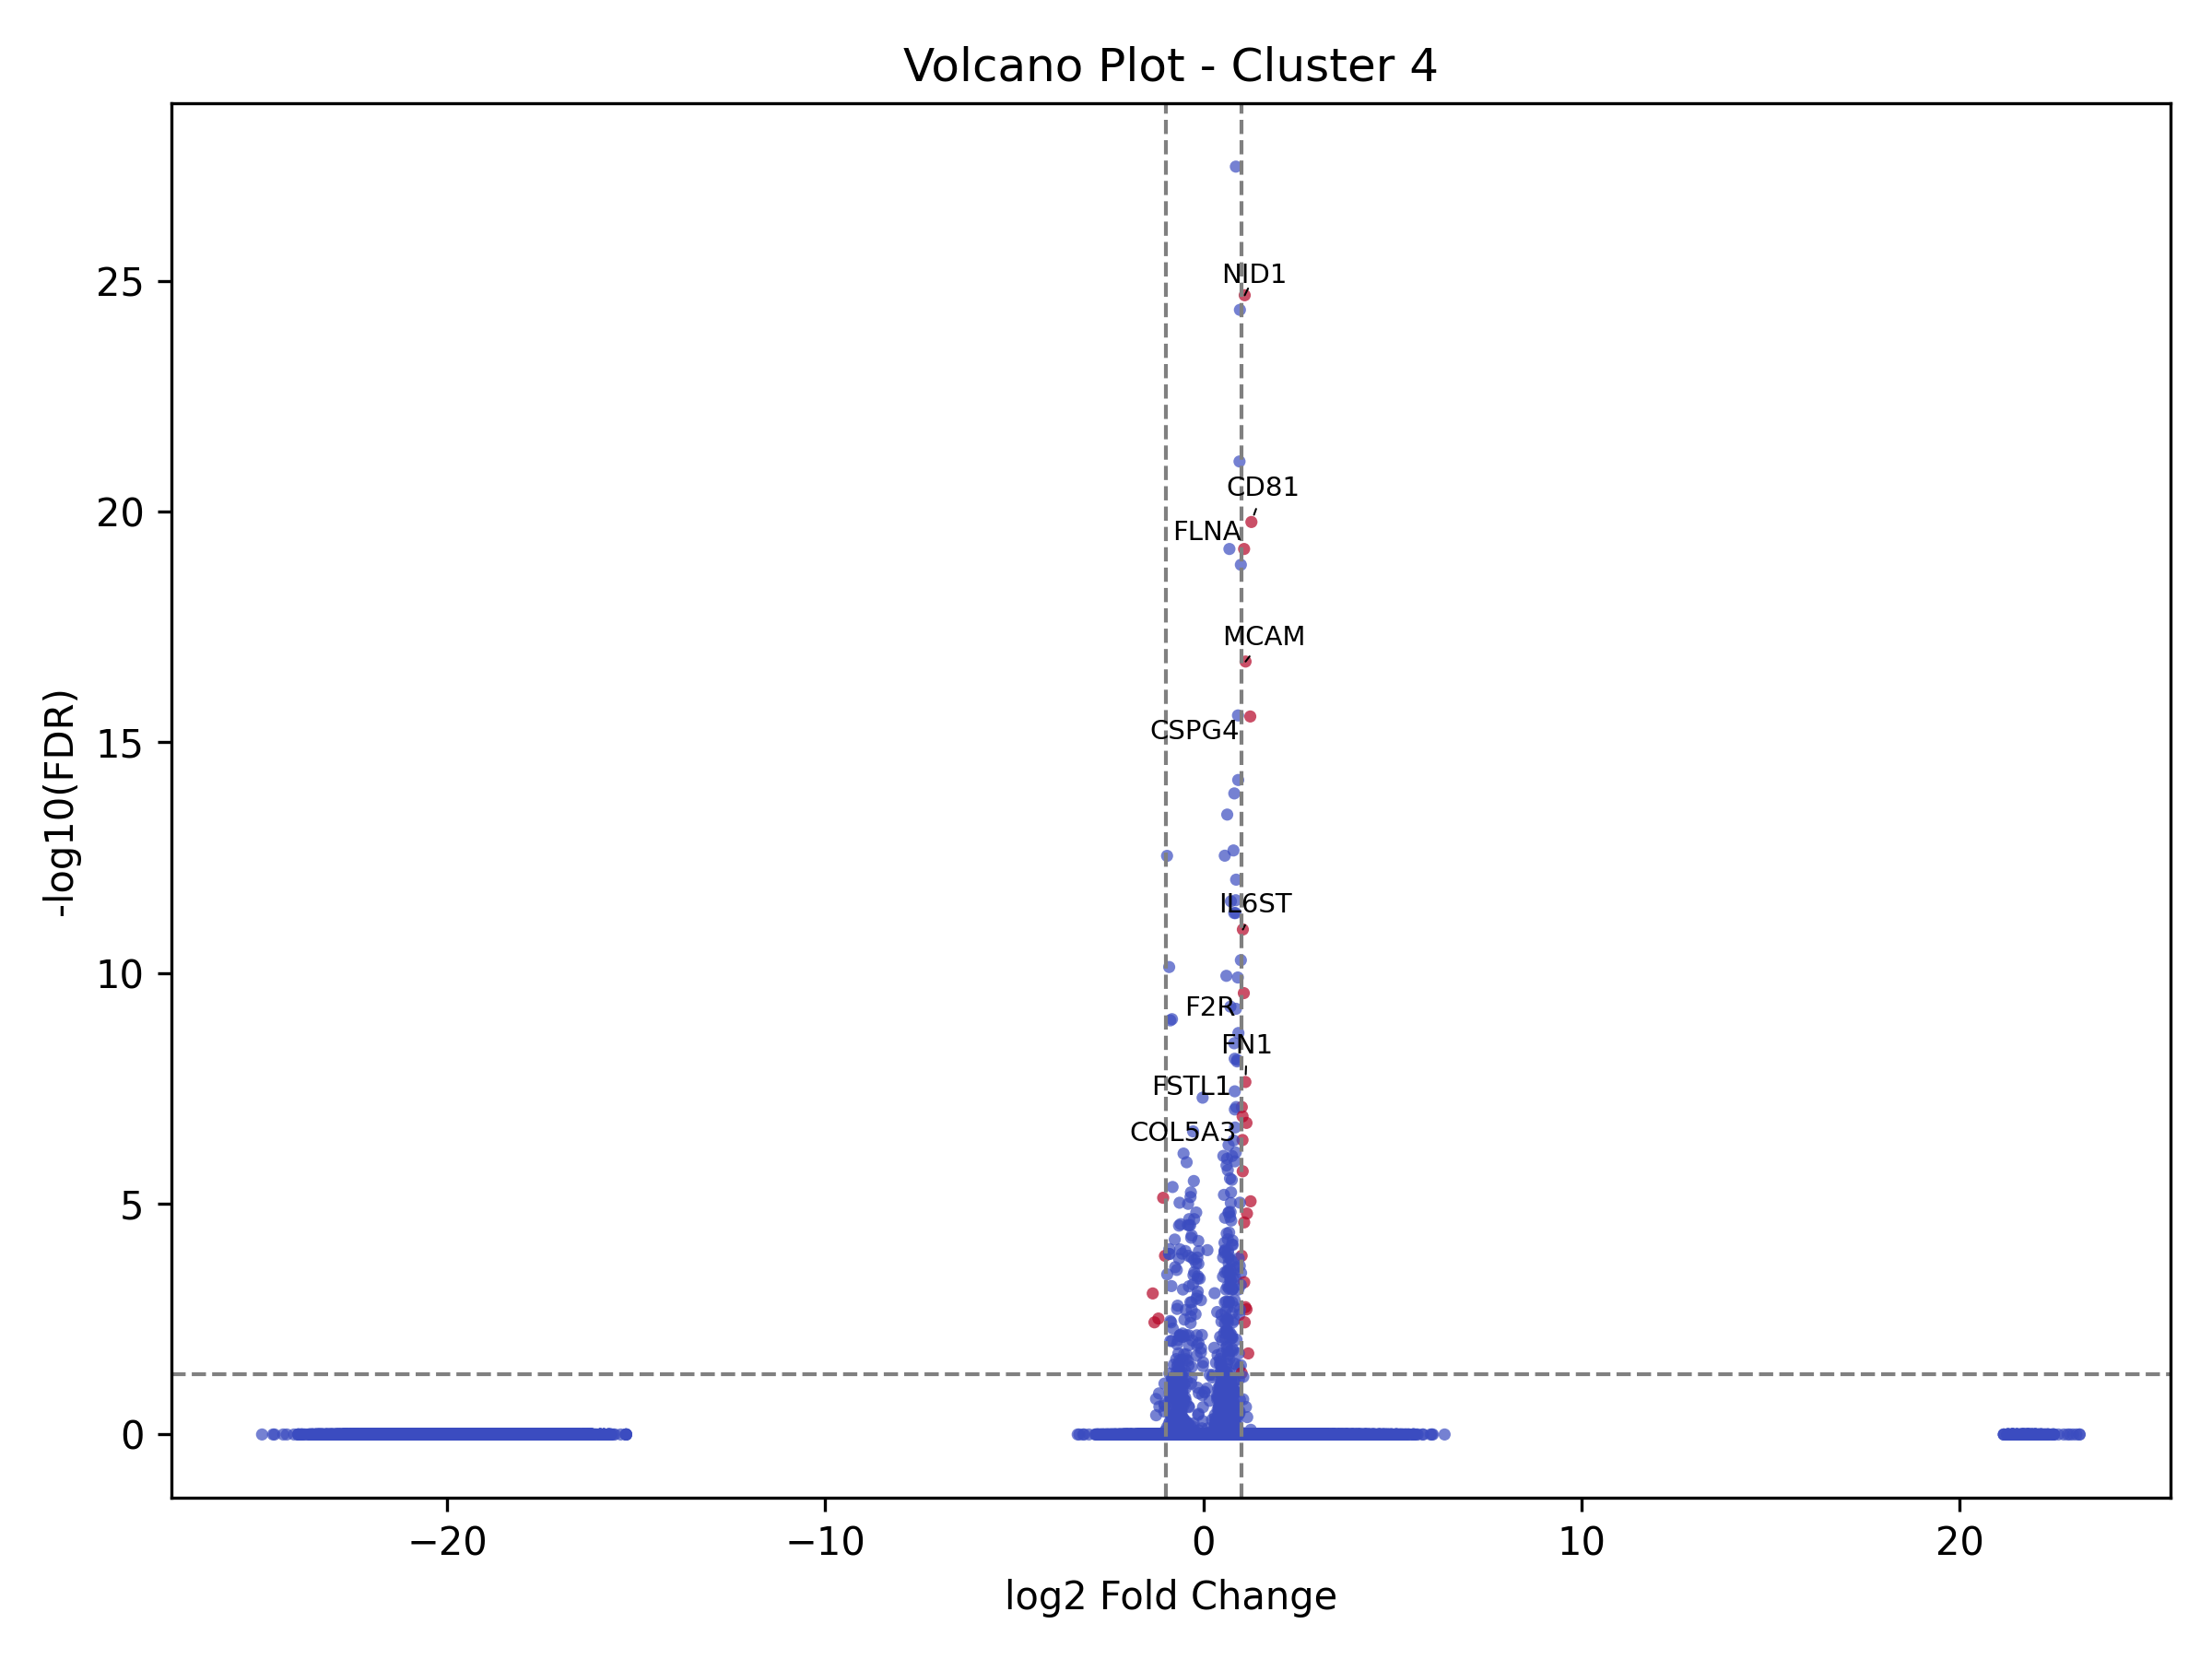 Volcano Plot - Cluster 4
-log10(FDR)
25
20
15
10
5
0
NID1
CD81
FLNA
MCAM
CSPG4
IL6ST
F2R
FN1
FSTL1
COL5A3
−20
−10
0
10
20
log2 Fold Change